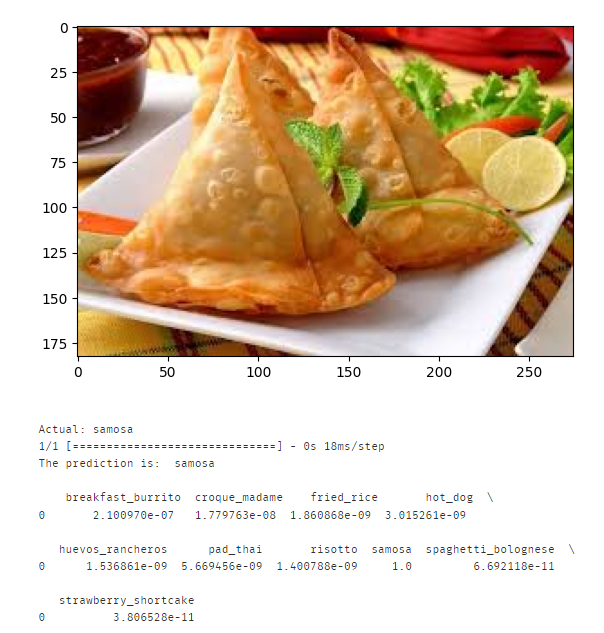 0
25
50
75
100
125
150
175
0 50 100 150 200 250
Actual: samosa
1/1 [==============================] - 0s 18ms/step
The prediction is:  samosa
breakfast_burrito  croque_madame  fried_rice  hot_dog  \
0  2.100970e-07  1.779763e-08  1.860868e-09  3.015261e-09
huevos_rancheros  pad_thai  risotto  samosa  spaghetti_bolognese  \
0  1.536861e-09  5.669456e-09  1.400788e-09  1.0  6.692118e-11
strawberry_shortcake
0  3.806528e-11